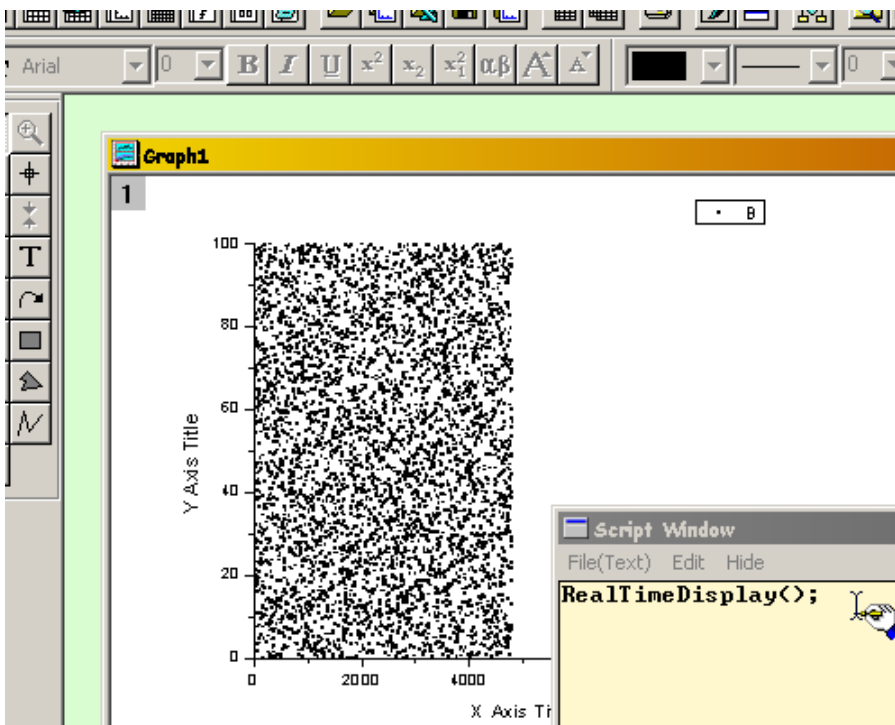 Arial 0 B I U x² x₂ x²₁ αβ A A 0
Graph1
1
B
T
100
80
60
40
20
0
Y Axis Title
0 2000 4000
X Axis
Script Window
File(Text) Edit Hide
RealTimeDisplay();